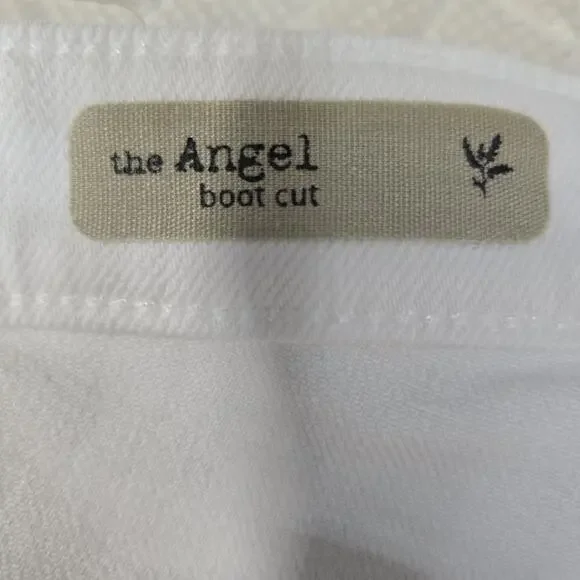 the Angel
boot cut